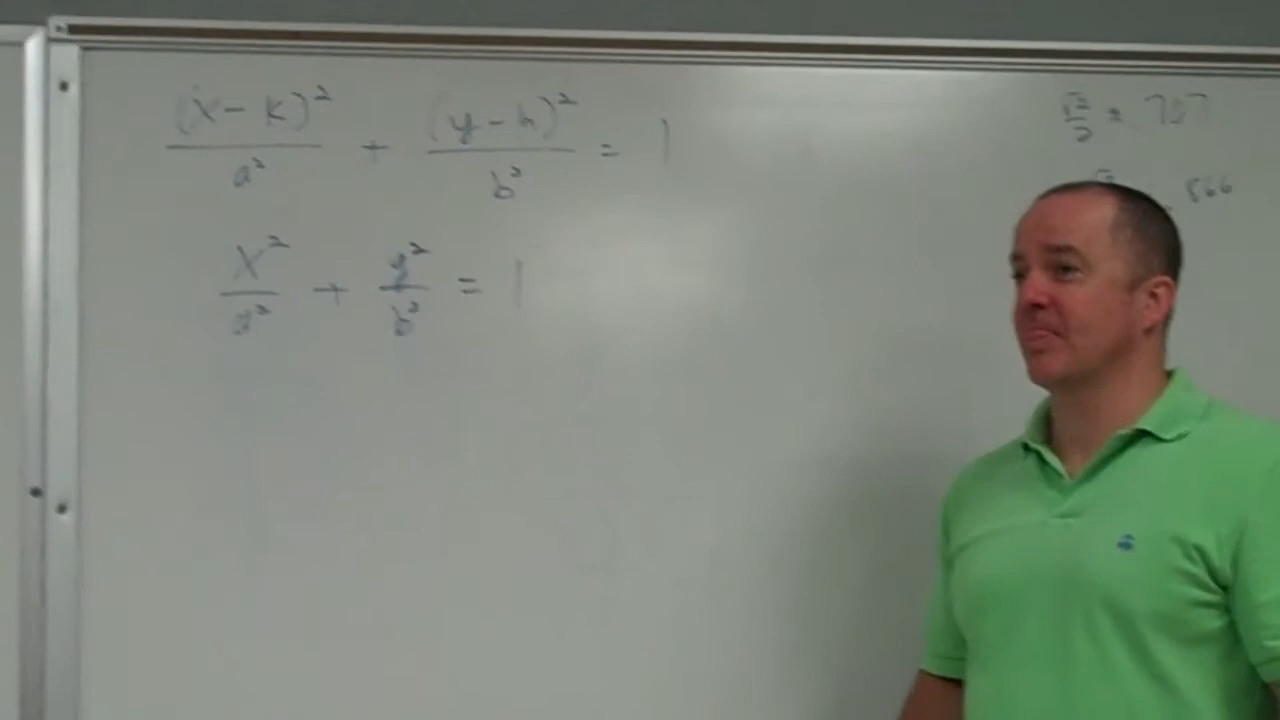 (x - k)² / a² + (y - h)² / b² = 1
x² / a² + y² / b² = 1
√2 / 2 = .707
.866